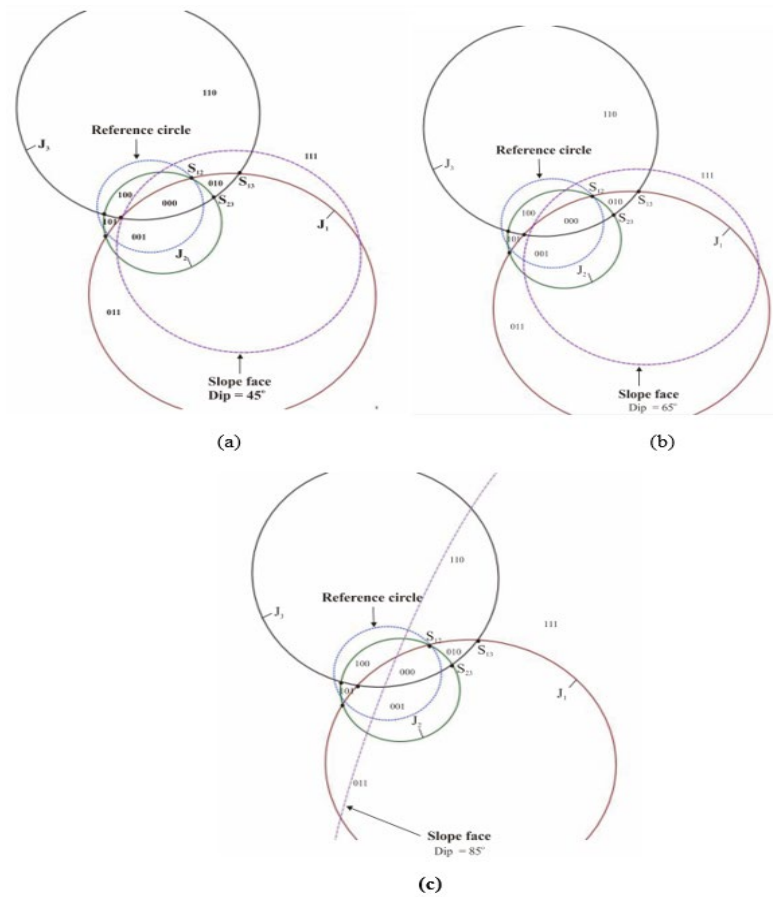 110
Reference circle
J3
111
S12
S13
100
010
000
S23
101
001
J1
J2
011
Slope face
Dip = 45°
(a)
110
J3
Reference circle
111
S12
100
010
S13
000
S23
101
J1
001
J2
011
Slope face
Dip = 65°
(b)
110
Reference circle
J3
111
S12
010
S13
100
000
S23
101
J1
001
J2
011
Slope face
Dip = 85°
(c)